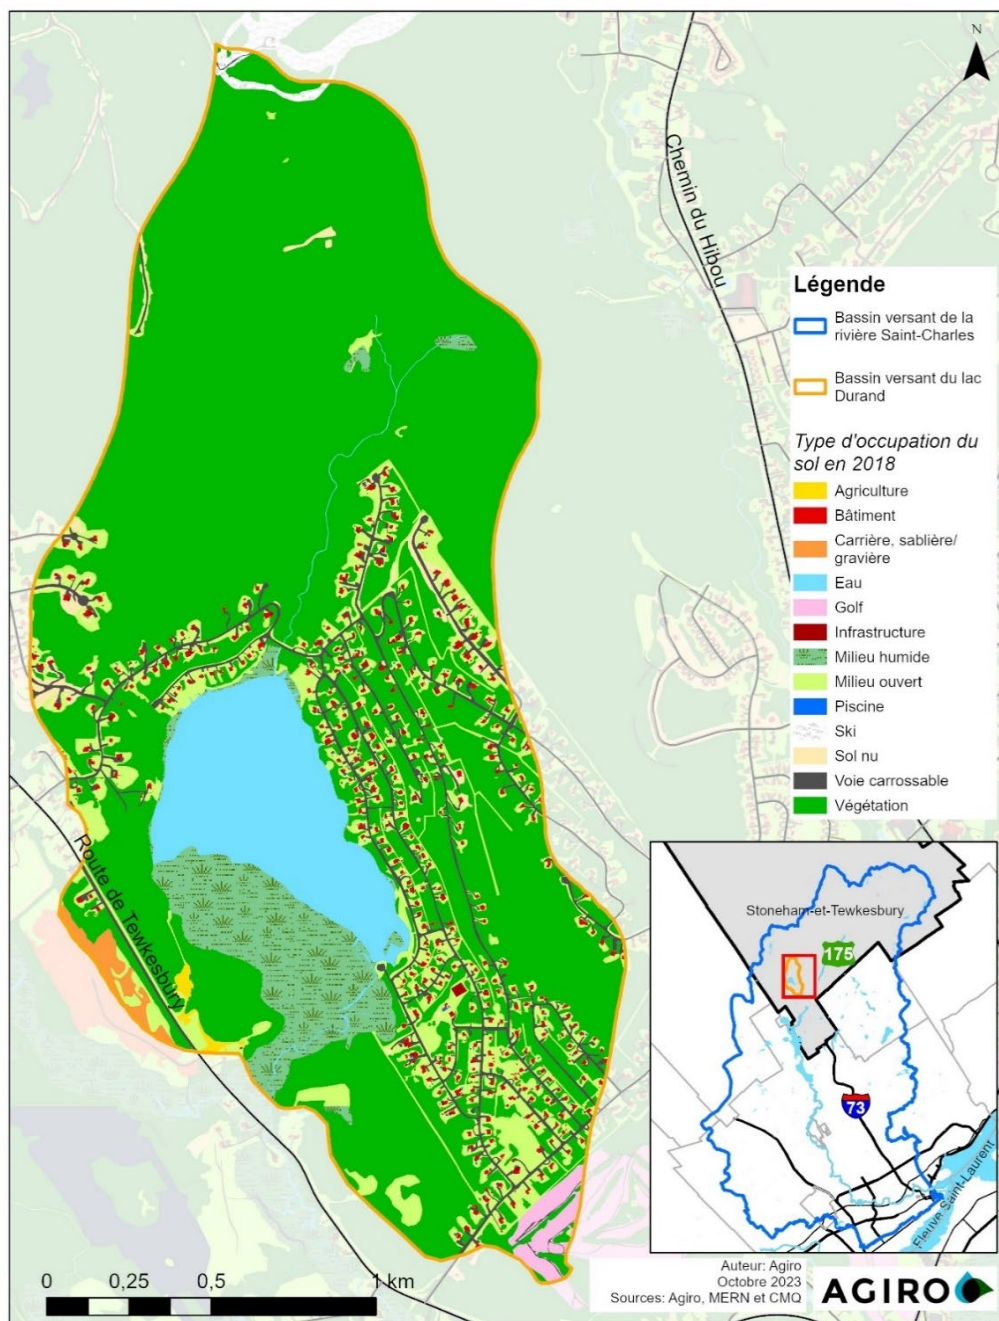 N
Chemin du Hibou
Légende
Bassin versant de la
rivière Saint-Charles
Bassin versant du lac
Durand
Type d'occupation du
sol en 2018
Agriculture
Bâtiment
Carrière, sablière/
gravière
Eau
Golf
Infrastructure
Milieu humide
Milieu ouvert
Piscine
Ski
Sol nu
Voie carrossable
Végétation
Route de Tewkesbury
Stoneham-et-Tewkesbury
175
73
Fleuve Saint-Laurent
0 0,25 0,5 1 km
Auteur: Agiro
Octobre 2023
Sources: Agiro, MERN et CMQ
AGIRO